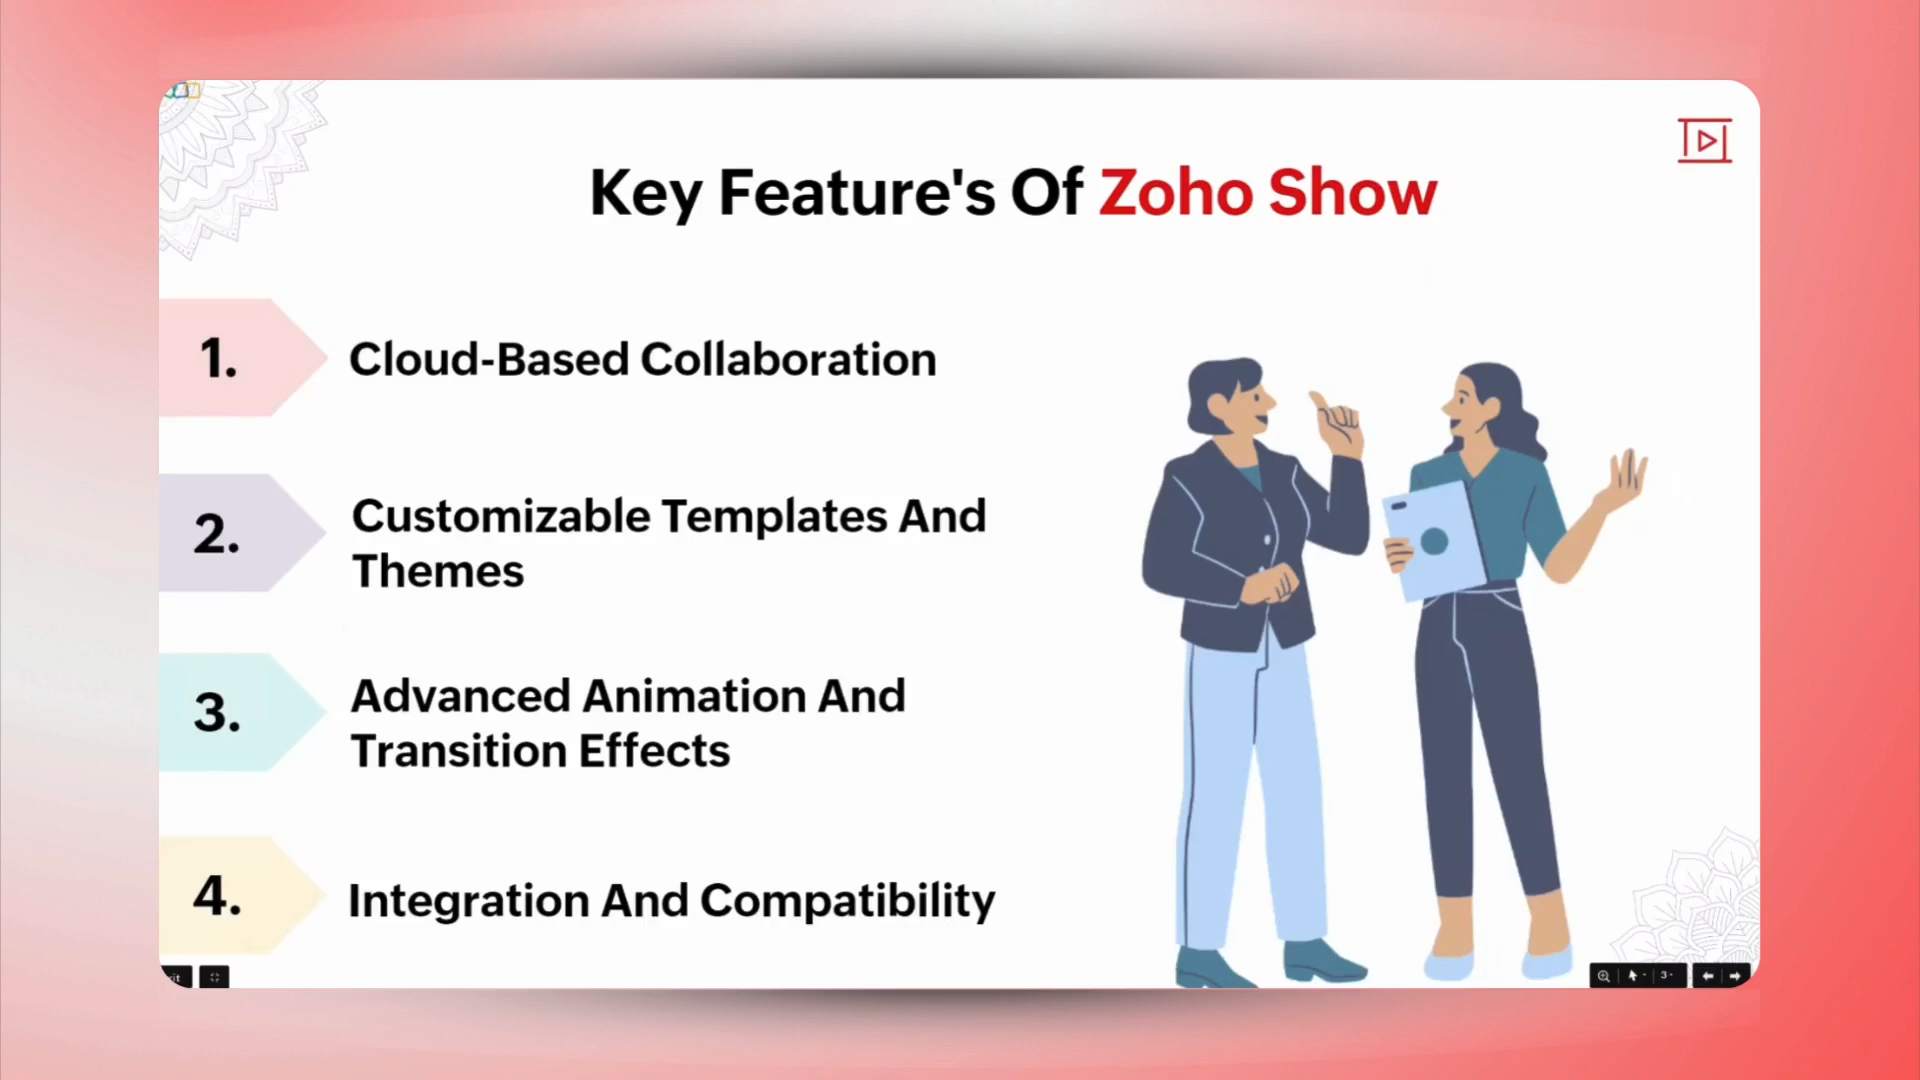 Key Feature's Of Zoho Show
1.
Cloud-Based Collaboration
2.
Customizable Templates And
Themes
3.
Advanced Animation And
Transition Effects
4.
Integration And Compatibility
3